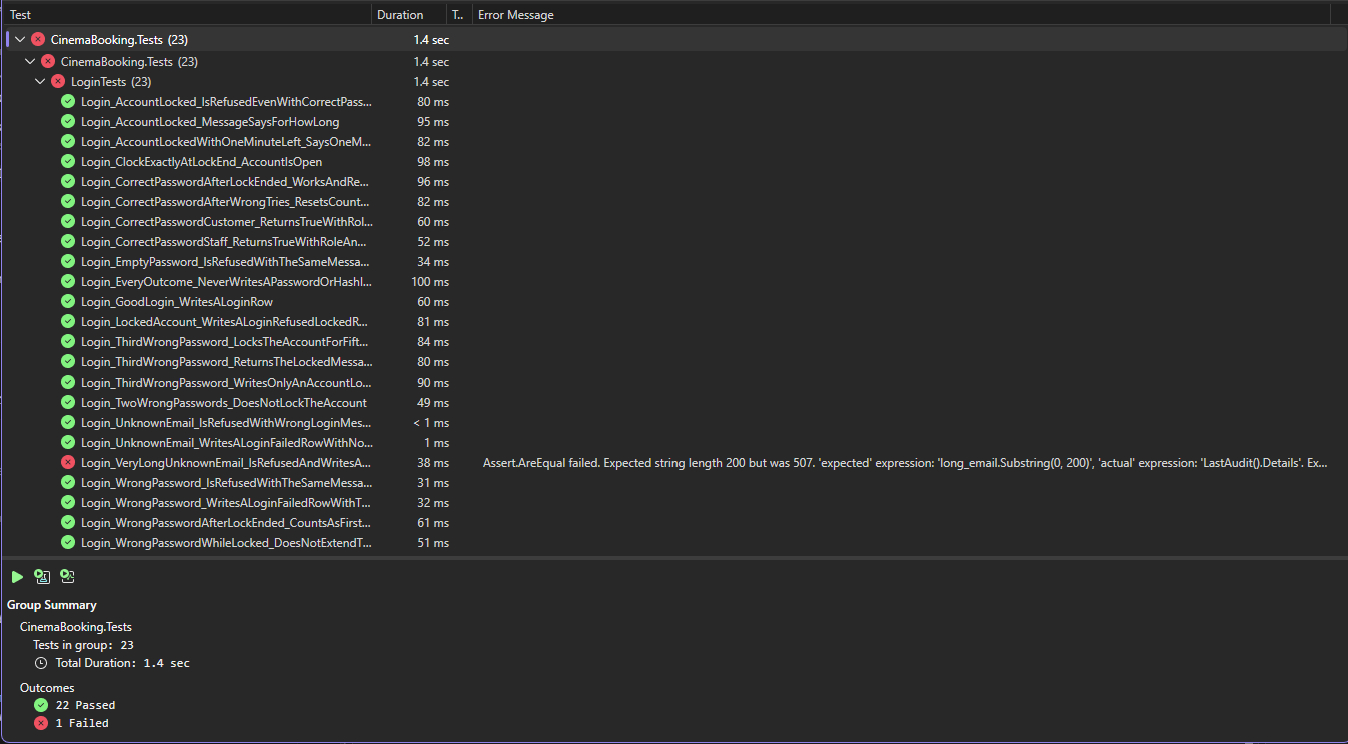 Test Duration T.. Error Message
CinemaBooking.Tests (23) 1.4 sec
CinemaBooking.Tests (23) 1.4 sec
LoginTests (23) 1.4 sec
Login_AccountLocked_IsRefusedEvenWithCorrectPass... 80 ms
Login_AccountLocked_MessageSaysForHowLong 95 ms
Login_AccountLockedWithOneMinuteLeft_SaysOneM... 82 ms
Login_ClockExactlyAtLockEnd_AccountIsOpen 98 ms
Login_CorrectPasswordAfterLockEnded_WorksAndRe... 96 ms
Login_CorrectPasswordAfterWrongTries_ResetsCount... 82 ms
Login_CorrectPasswordCustomer_ReturnsTrueWithRol... 60 ms
Login_CorrectPasswordStaff_ReturnsTrueWithRoleAn... 52 ms
Login_EmptyPassword_IsRefusedWithTheSameMessa... 34 ms
Login_EveryOutcome_NeverWritesAPasswordOrHashI... 100 ms
Login_GoodLogin_WritesALoginRow 60 ms
Login_LockedAccount_WritesALoginRefusedLockedR... 81 ms
Login_ThirdWrongPassword_LocksTheAccountForFift... 84 ms
Login_ThirdWrongPassword_ReturnsTheLockedMessa... 80 ms
Login_ThirdWrongPassword_WritesOnlyAnAccountLo... 90 ms
Login_TwoWrongPasswords_DoesNotLockTheAccount 49 ms
Login_UnknownEmail_IsRefusedWithWrongLoginMes... < 1 ms
Login_UnknownEmail_WritesALoginFailedRowWithNo... 1 ms
Login_VeryLongUnknownEmail_IsRefusedAndWritesA... 38 ms Assert.AreEqual failed. Expected string length 200 but was 507. 'expected' expression: 'long_email.Substring(0, 200)', 'actual' expression: 'LastAudit().Details'. Ex...
Login_WrongPassword_IsRefusedWithTheSameMessa... 31 ms
Login_WrongPassword_WritesALoginFailedRowWithT... 32 ms
Login_WrongPasswordAfterLockEnded_CountsAsFirst... 61 ms
Login_WrongPasswordWhileLocked_DoesNotExtendT... 51 ms
Group Summary
CinemaBooking.Tests
Tests in group: 23
Total Duration: 1.4 sec
Outcomes
22 Passed
1 Failed